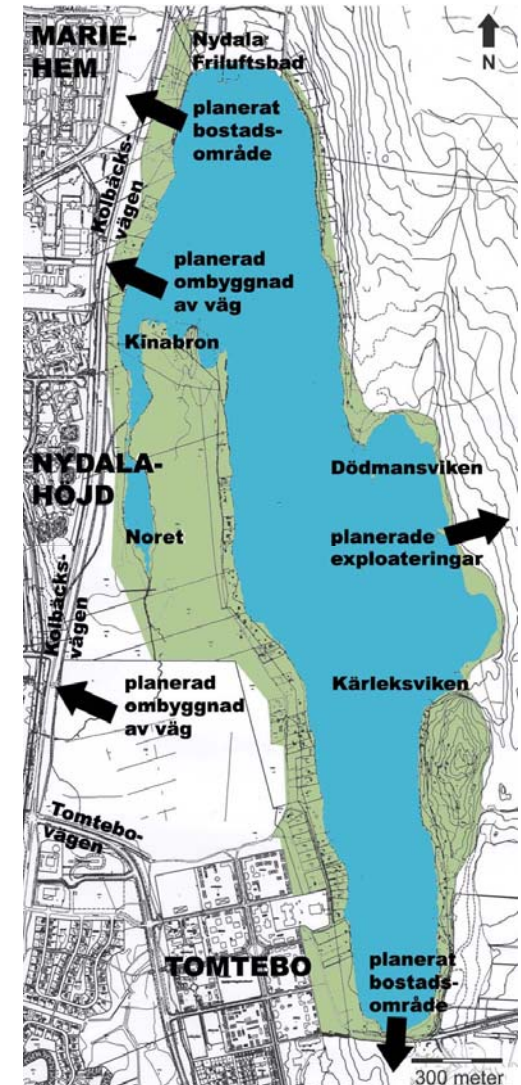 MARIE-
HEM
Nydala
Friluftsbad
N
planerat
bostads-
område
Kolbäcks-
vägen
planerad
ombyggnad
av väg
Kinabron
NYDALA-
HÖJD
Dödmansviken
planerade
exploateringar
Noret
Kolbäcks-
vägen
Kärleksviken
planerad
ombyggnad
av väg
Tomtebo-
vägen
TOMTEBO
planerat
bostads-
område
300 meter